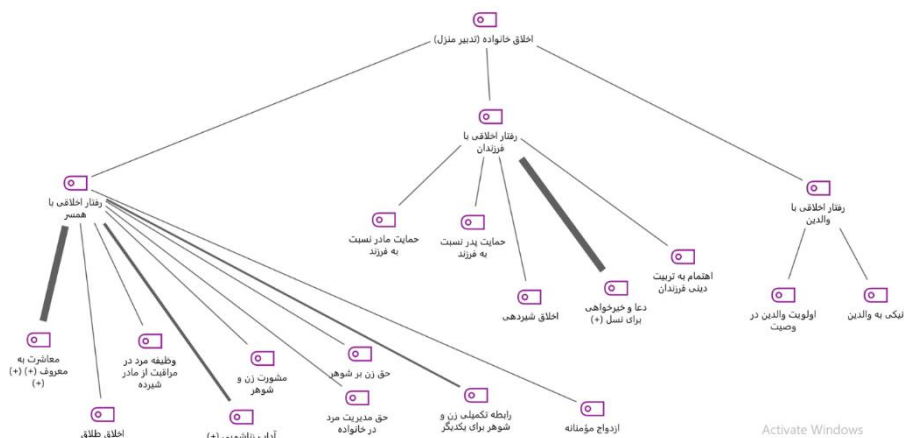 اخلاق خانواده (تدبیر منزل)
رفتار اخلاقی با
فرزندان
رفتار اخلاقی با
همسر
رفتار اخلاقی با
والدین
حمایت مادر نسبت
به فرزند
حمایت پدر نسبت
به فرزند
اهتمام به تربیت
دینی فرزندان
اخلاق شیردهی
دعا و خیرخواهی
برای نسل (+)
اولویت والدین در
وصیت
نیکی به والدین
معاشرت به
معروف (+) (+)
(+)
وظیفه مرد در
مراقبت از مادر
شیرده
مشورت زن و
شوهر
حق زن بر شوهر
اخلاق طلاق
آداب زناشویی (+)
حق مدیریت مرد
در خانواده
رابطه تکمیلی زن و
شوهر برای یکدیگر
ازدواج مؤمنانه
Activate Windows